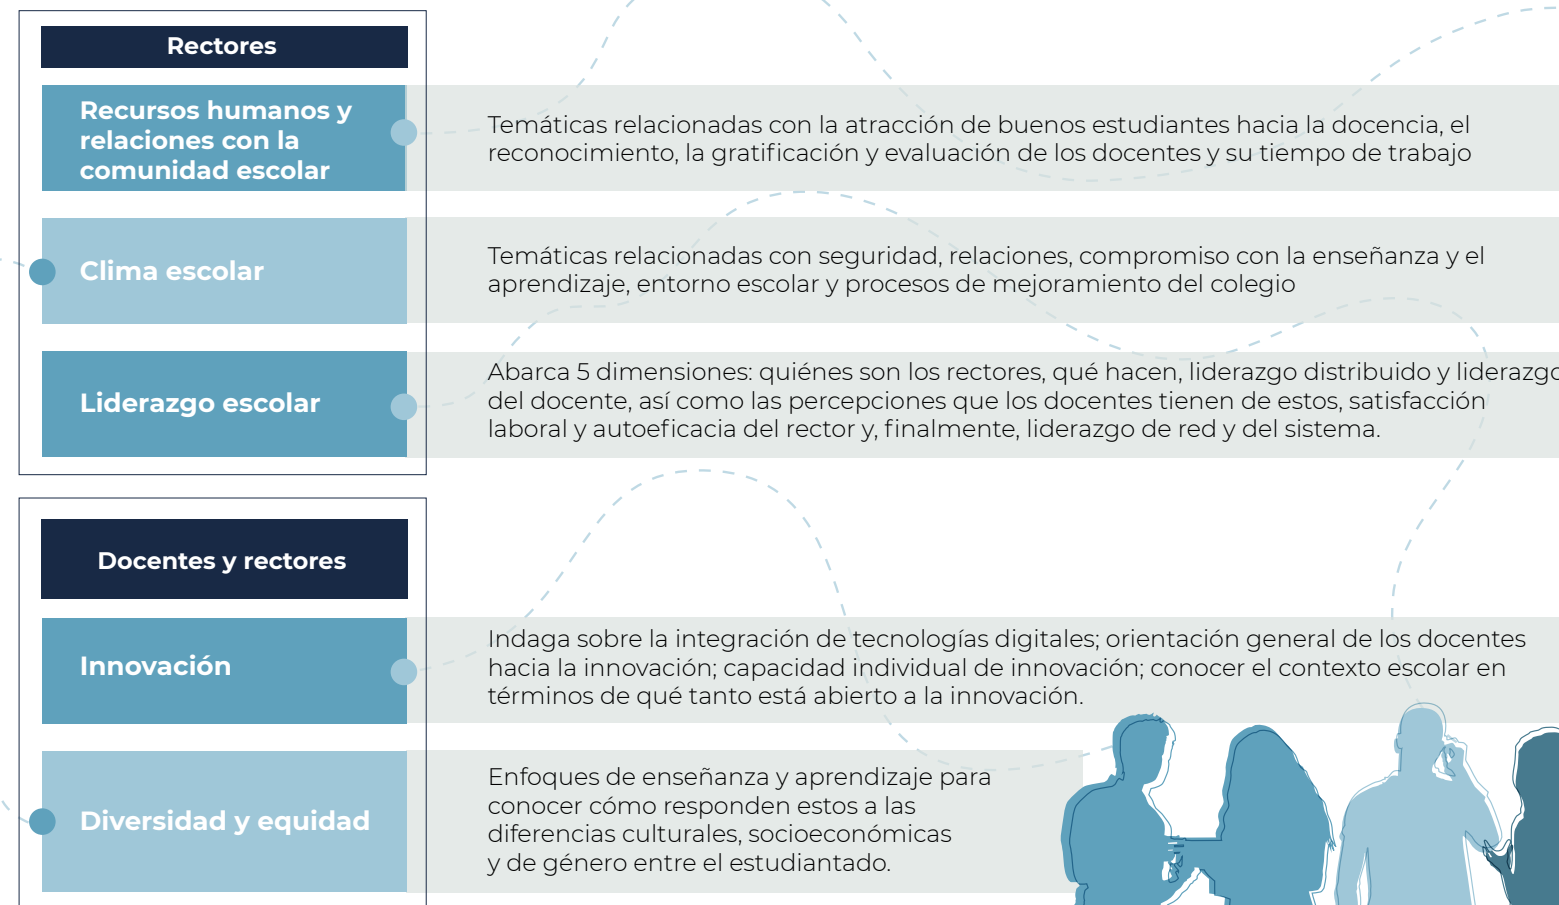 Rectores
Recursos humanos y
relaciones con la
comunidad escolar
Temáticas relacionadas con la atracción de buenos estudiantes hacia la docencia, el
reconocimiento, la gratificación y evaluación de los docentes y su tiempo de trabajo
Clima escolar
Temáticas relacionadas con seguridad, relaciones, compromiso con la enseñanza y el
aprendizaje, entorno escolar y procesos de mejoramiento del colegio
Liderazgo escolar
Abarca 5 dimensiones: quiénes son los rectores, qué hacen, liderazgo distribuido y liderazgo
del docente, así como las percepciones que los docentes tienen de estos, satisfacción
laboral y autoeficacia del rector y, finalmente, liderazgo de red y del sistema.
Docentes y rectores
Innovación
Indaga sobre la integración de tecnologías digitales; orientación general de los docentes
hacia la innovación; capacidad individual de innovación; conocer el contexto escolar en
términos de qué tanto está abierto a la innovación.
Diversidad y equidad
Enfoques de enseñanza y aprendizaje para
conocer cómo responden estos a las
diferencias culturales, socioeconómicas
y de género entre el estudiantado.